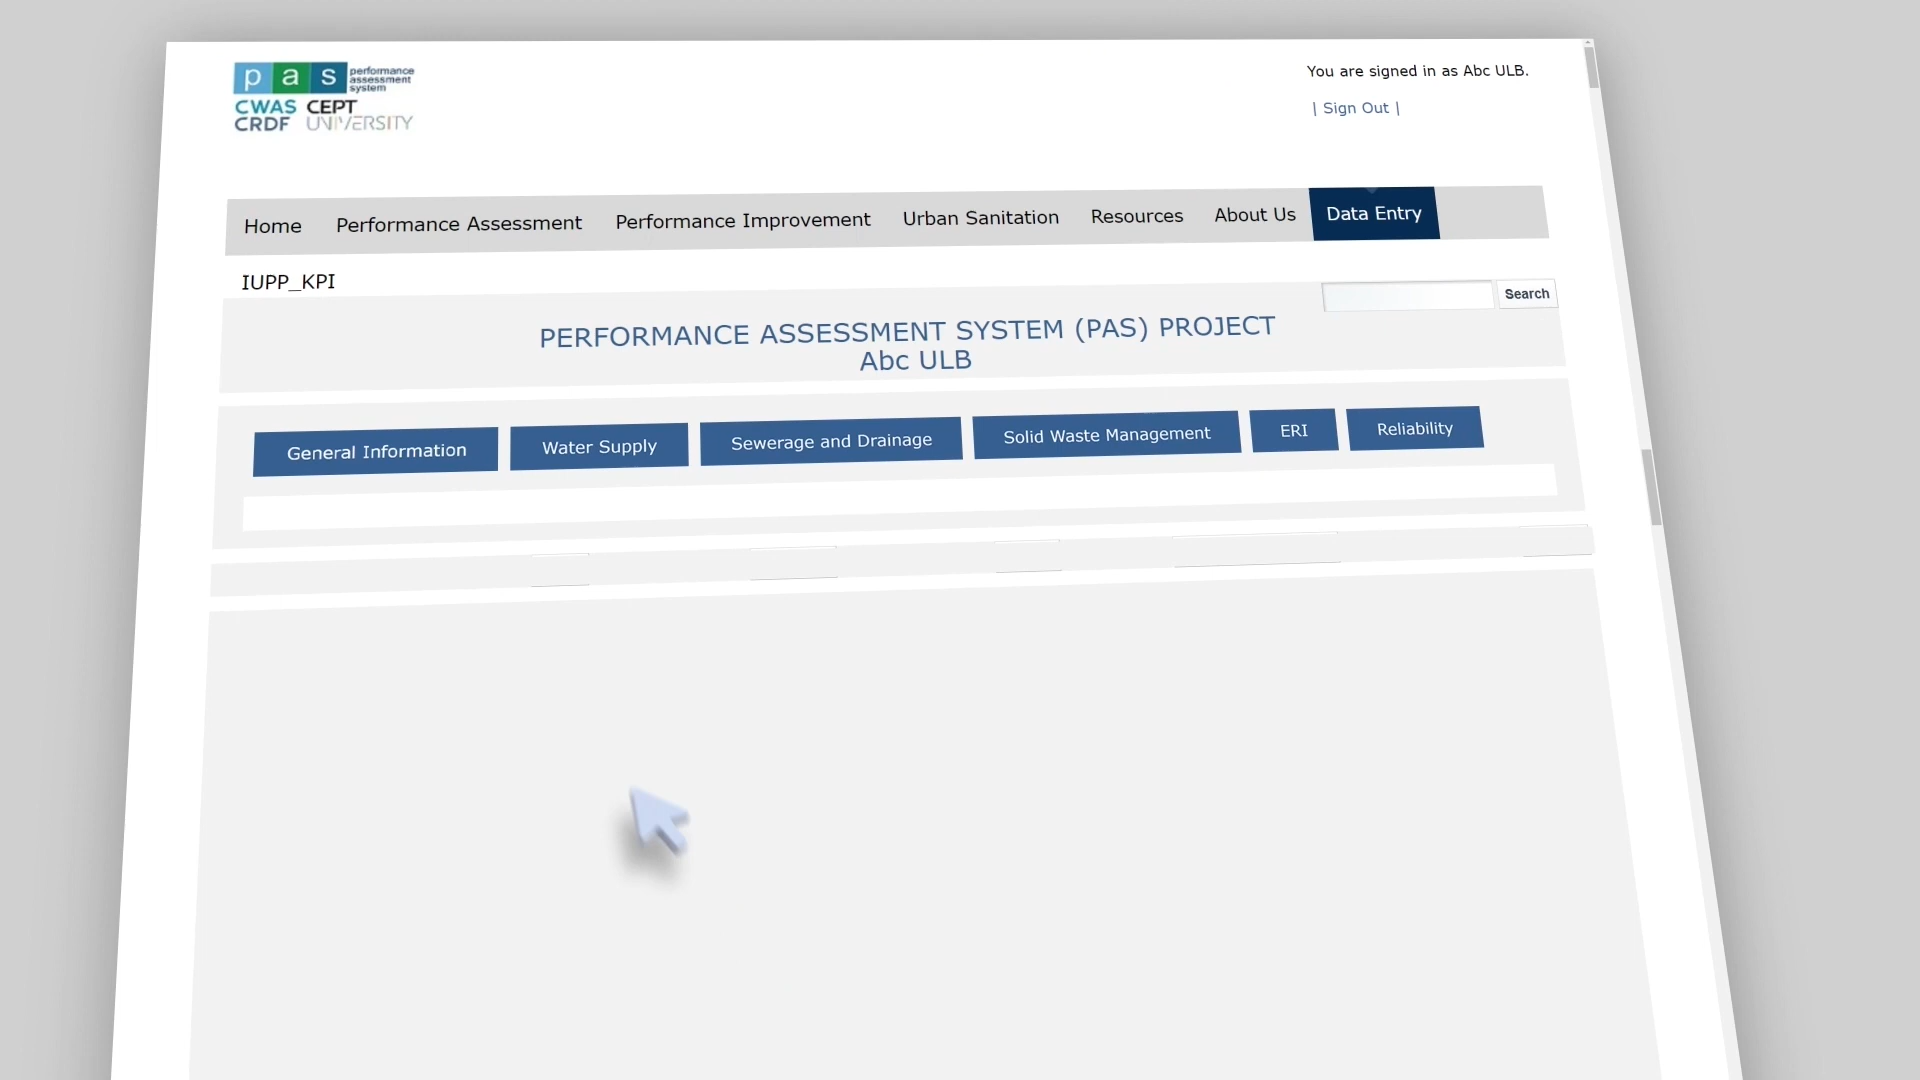 pas performance assessment system
CWAS CEPT
CRDF UNIVERSITY
You are signed in as Abc ULB.
| Sign Out |
Home Performance Assessment Performance Improvement Urban Sanitation Resources About Us Data Entry
IUPP_KPI
Search
PERFORMANCE ASSESSMENT SYSTEM (PAS) PROJECT
Abc ULB
General Information Water Supply Sewerage and Drainage Solid Waste Management ERI Reliability